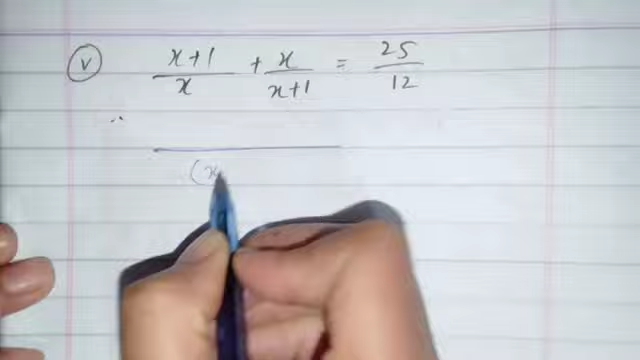 (v) x+1/x + x/x+1 = 25/12
∴
(x